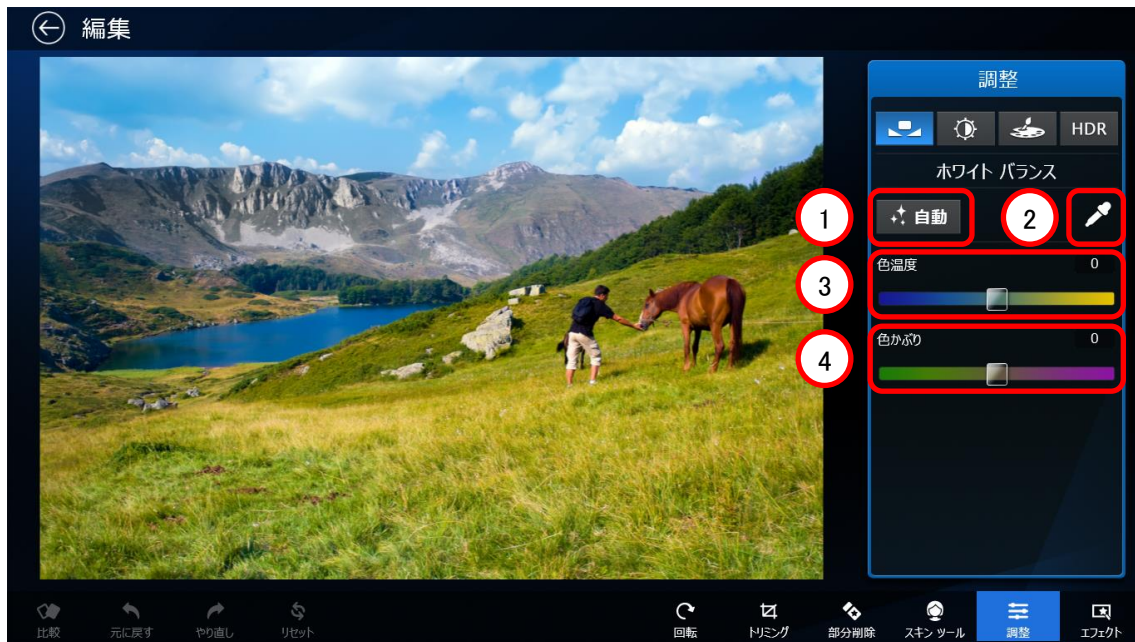 編集
調整
HDR
ホワイト バランス
1
自動
2
色温度 0
3
色かぶり 0
4
比較
元に戻す
やり直し
リセット
回転
トリミング
部分削除
スキン ツール
調整
エフェクト